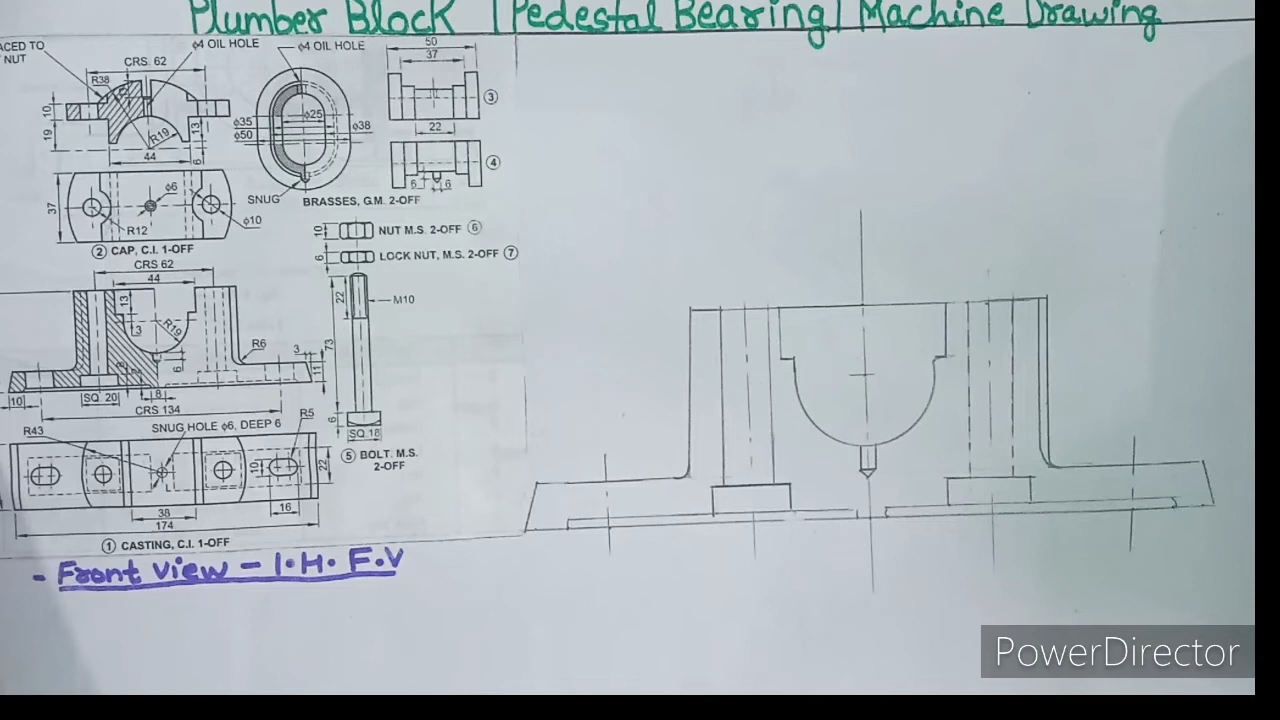 Plumber Block | Pedestal Bearing | Machine Drawing
ACED TO
NUT
CRS. 62
ϕ4 OIL HOLE
R38
10
19
R19
13
44
6
37
ϕ6
R12
ϕ10
② CAP, C.I. 1-OFF
ϕ4 OIL HOLE
ϕ35
ϕ50
ϕ25
ϕ38
SNUG
BRASSES, G.M. 2-OFF
50
37
③
22
④
6
6
10
NUT M.S. 2-OFF ⑥
6
LOCK NUT, M.S. 2-OFF ⑦
22
M10
73
6
SQ.18
⑤ BOLT. M.S.
2-OFF
CRS 62
44
13
3
R19
R6
3
11
6
10
SQ. 20
8
CRS 134
R43
SNUG HOLE ϕ6, DEEP 6
R5
10
22
38
16
174
① CASTING, C.I. 1-OFF
- Front view - I.H. F.V
PowerDirector